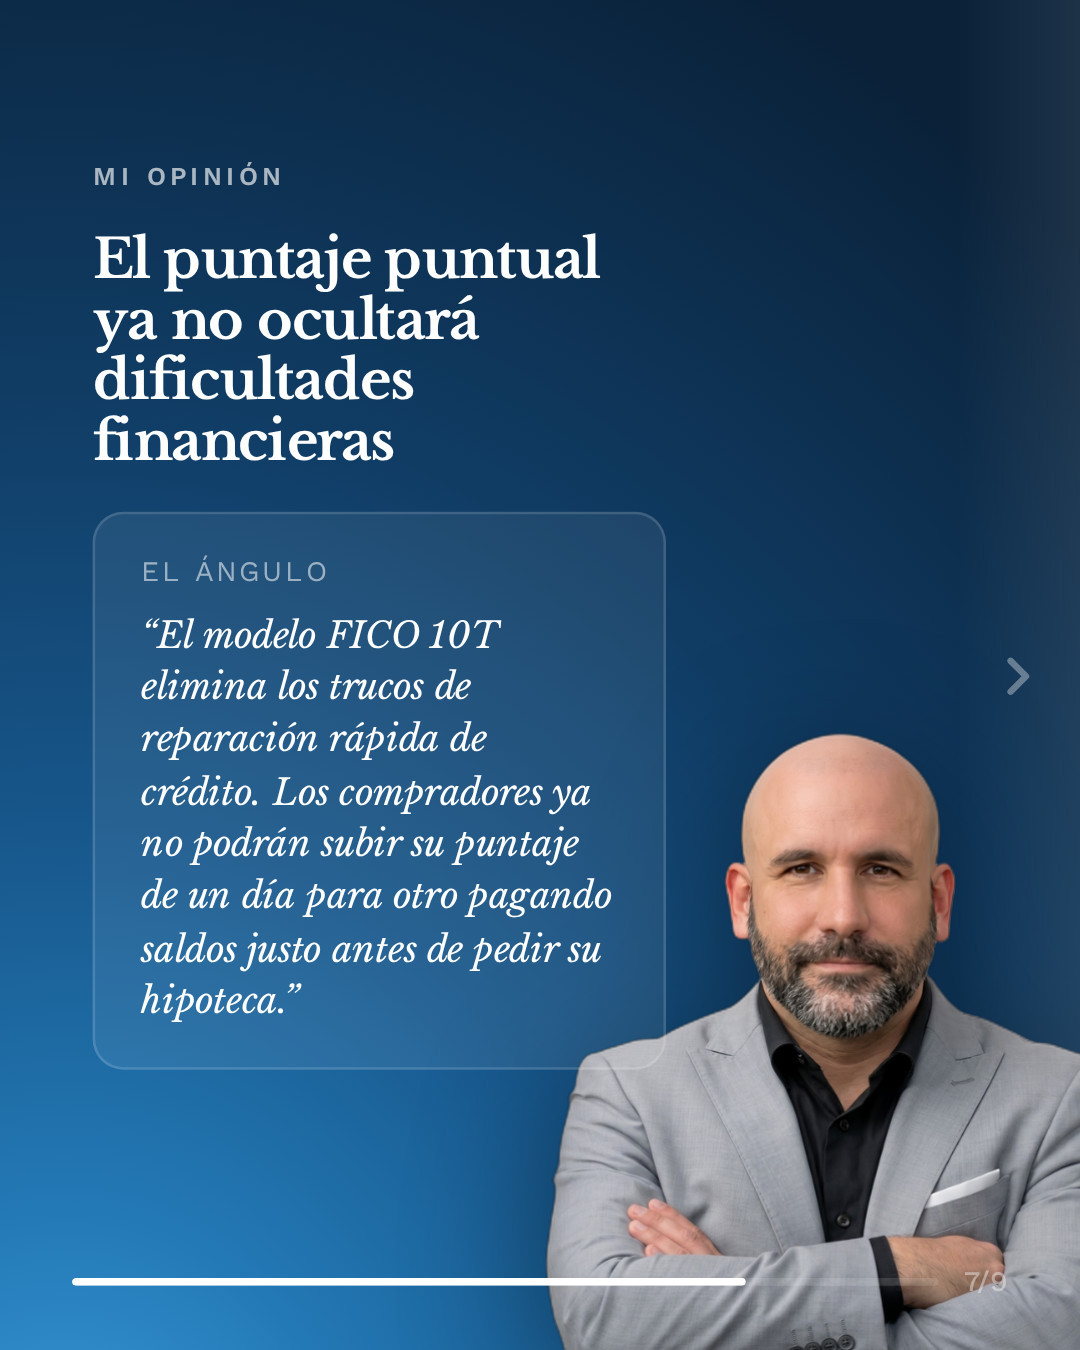 MI OPINIÓN
El puntaje puntual
ya no ocultará
dificultades
financieras
EL ÁNGULO
“El modelo FICO 10T
elimina los trucos de
reparación rápida de
crédito. Los compradores ya
no podrán subir su puntaje
de un día para otro pagando
saldos justo antes de pedir su
hipoteca.”
7/9